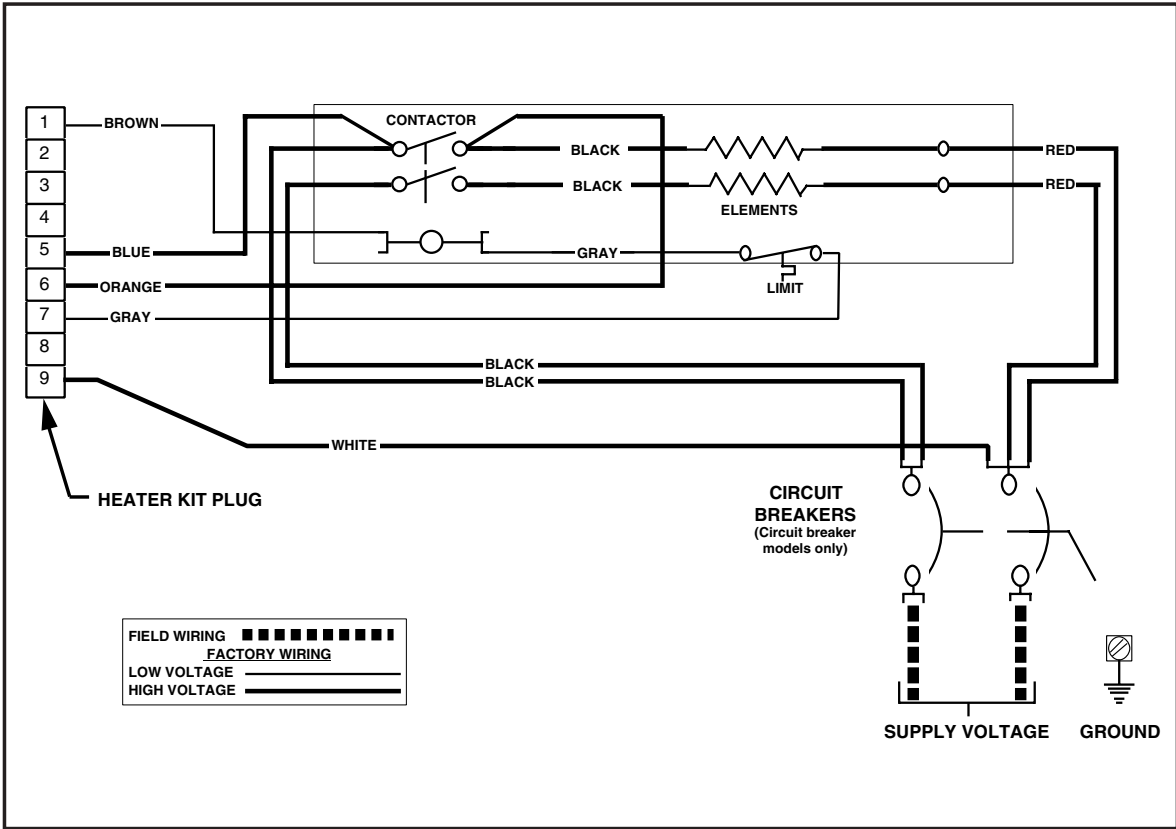 CONTACTOR
1
BROWN
2
BLACK
RED
3
BLACK
RED
4
ELEMENTS
5
BLUE
GRAY
6
ORANGE
LIMIT
7
GRAY
8
BLACK
9
BLACK
WHITE
HEATER KIT PLUG
CIRCUIT
BREAKERS
(Circuit breaker
models only)
FIELD WIRING
FACTORY WIRING
LOW VOLTAGE
HIGH VOLTAGE
SUPPLY VOLTAGE
GROUND